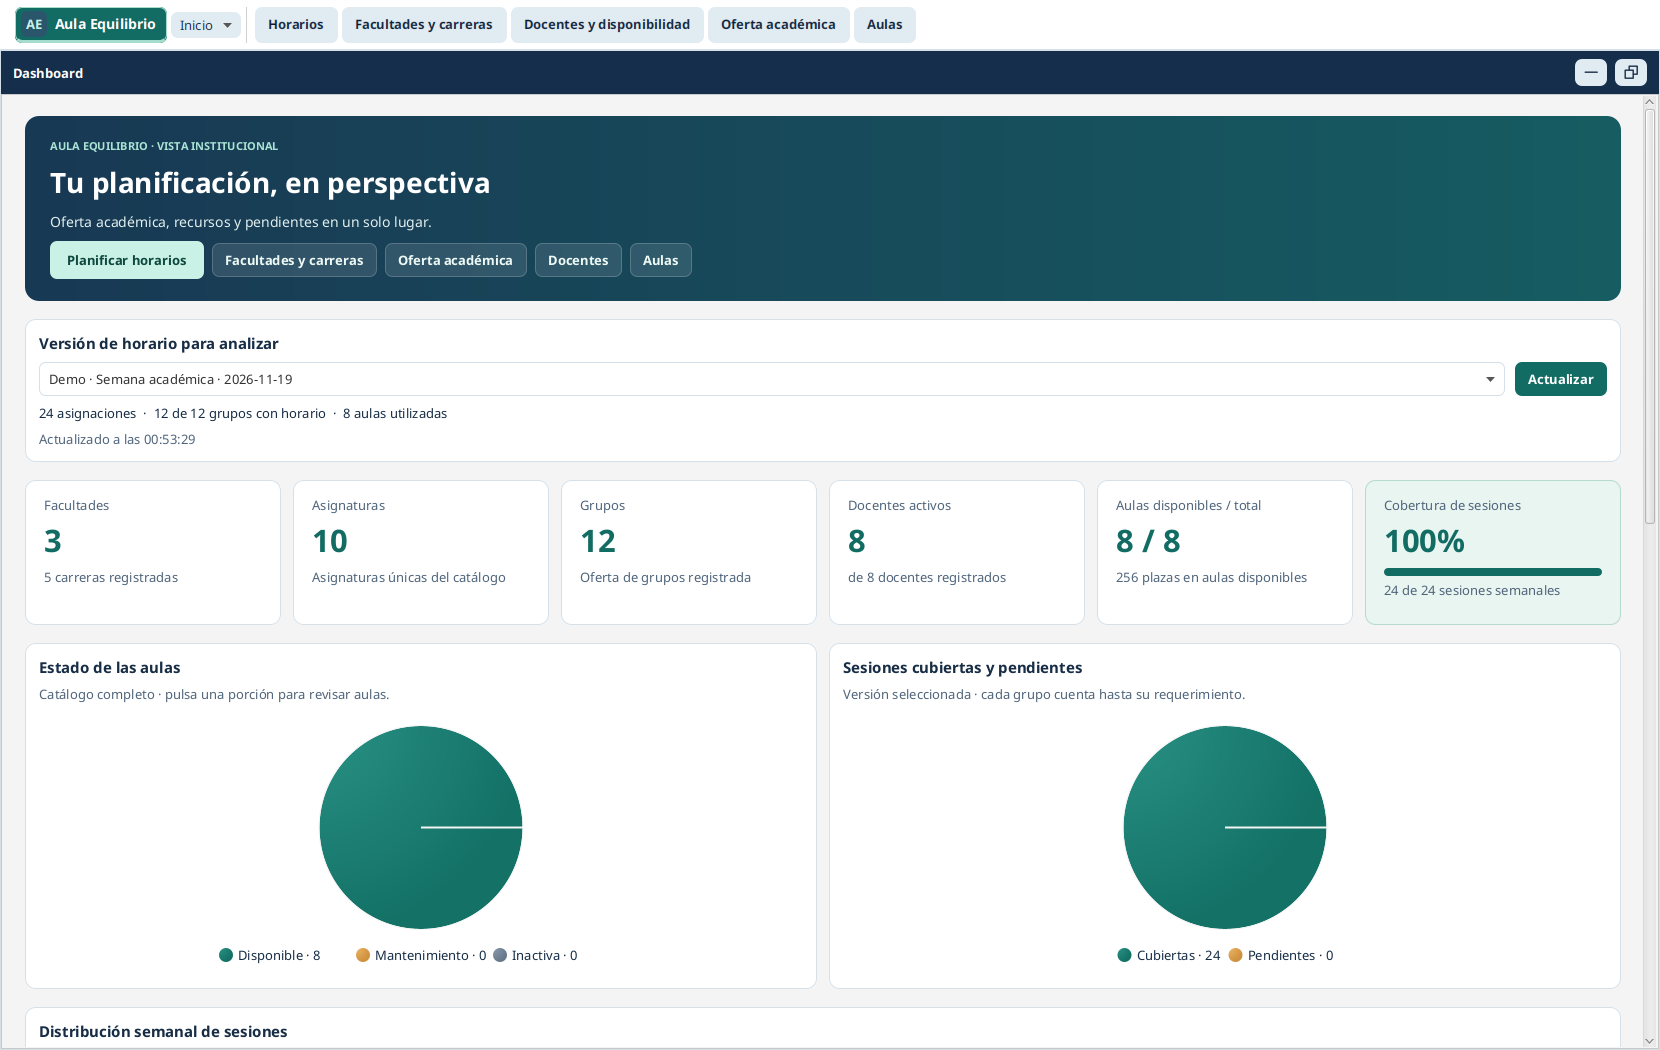 AE Aula Equilibrio Inicio Horarios Facultades y carreras Docentes y disponibilidad Oferta académica Aulas
Dashboard
AULA EQUILIBRIO · VISTA INSTITUCIONAL
Tu planificación, en perspectiva
Oferta académica, recursos y pendientes en un solo lugar.
Planificar horarios Facultades y carreras Oferta académica Docentes Aulas
Versión de horario para analizar
Demo · Semana académica · 2026-11-19 Actualizar
24 asignaciones · 12 de 12 grupos con horario · 8 aulas utilizadas
Actualizado a las 00:53:29
Facultades
3
5 carreras registradas
Asignaturas
10
Asignaturas únicas del catálogo
Grupos
12
Oferta de grupos registrada
Docentes activos
8
de 8 docentes registrados
Aulas disponibles / total
8 / 8
256 plazas en aulas disponibles
Cobertura de sesiones
100%
24 de 24 sesiones semanales
Estado de las aulas
Catálogo completo · pulsa una porción para revisar aulas.
Disponible · 8 Mantenimiento · 0 Inactiva · 0
Sesiones cubiertas y pendientes
Versión seleccionada · cada grupo cuenta hasta su requerimiento.
Cubiertas · 24 Pendientes · 0
Distribución semanal de sesiones